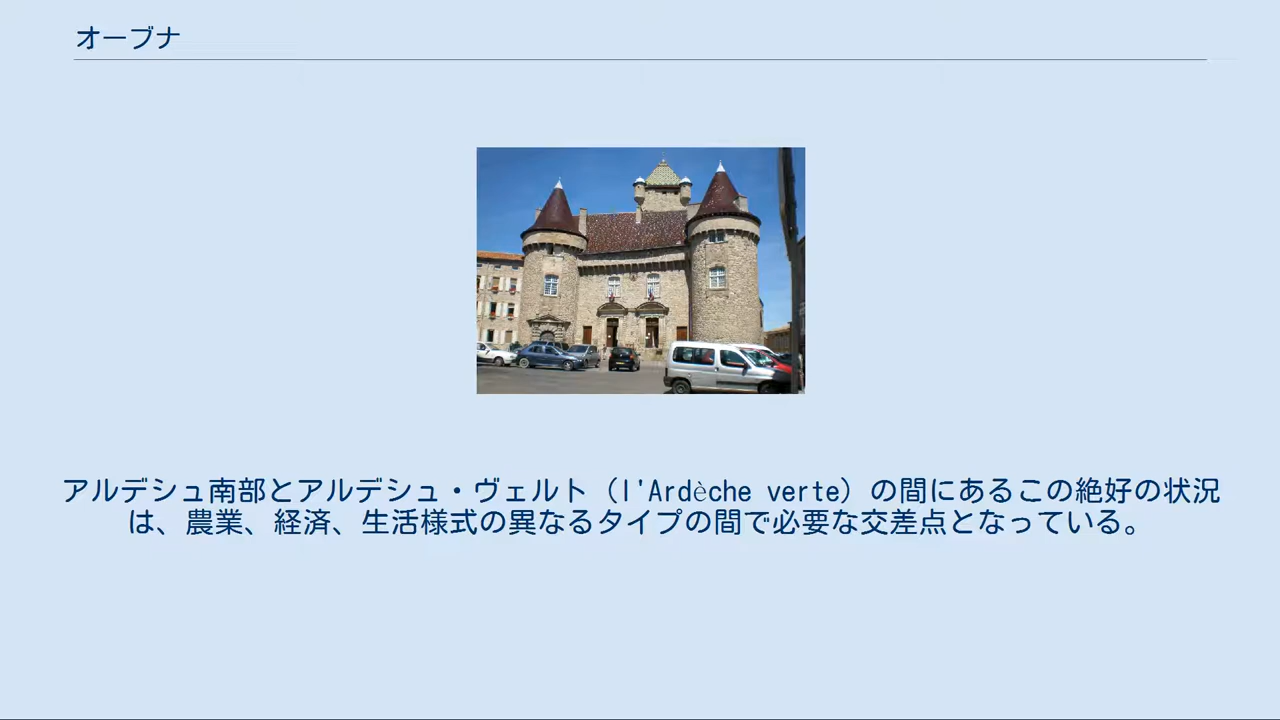 オーブナ
アルデシュ南部とアルデシュ・ヴェルト（l'Ardèche verte）の間にあるこの絶好の状況
は、農業、経済、生活様式の異なるタイプの間で必要な交差点となっている。